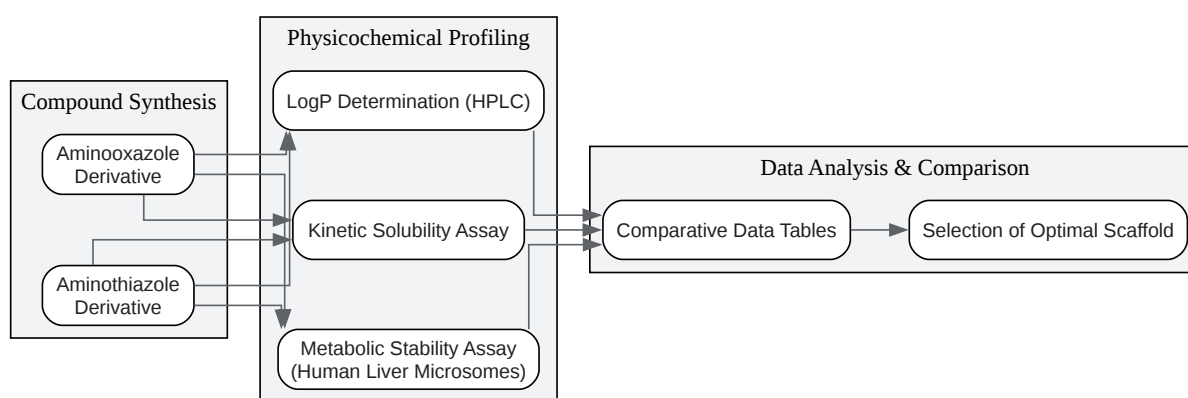 Compound Synthesis
Aminooxazole
Derivative
Aminothiazole
Derivative
Physicochemical Profiling
LogP Determination (HPLC)
Kinetic Solubility Assay
Metabolic Stability Assay
(Human Liver Microsomes)
Data Analysis & Comparison
Comparative Data Tables
Selection of Optimal Scaffold